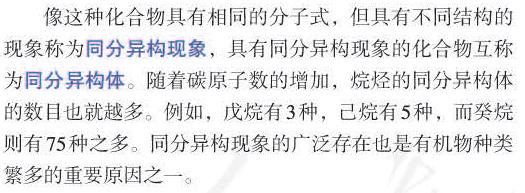 像这种化合物具有相同的分子式，但具有不同结构的
现象称为同分异构现象，具有同分异构现象的化合物互称
为同分异构体。随着碳原子数的增加，烷烃的同分异构体
的数目也就越多。例如，戊烷有3种，己烷有5种，而癸烷
则有75种之多。同分异构现象的广泛存在也是有机物种类
繁多的重要原因之一。